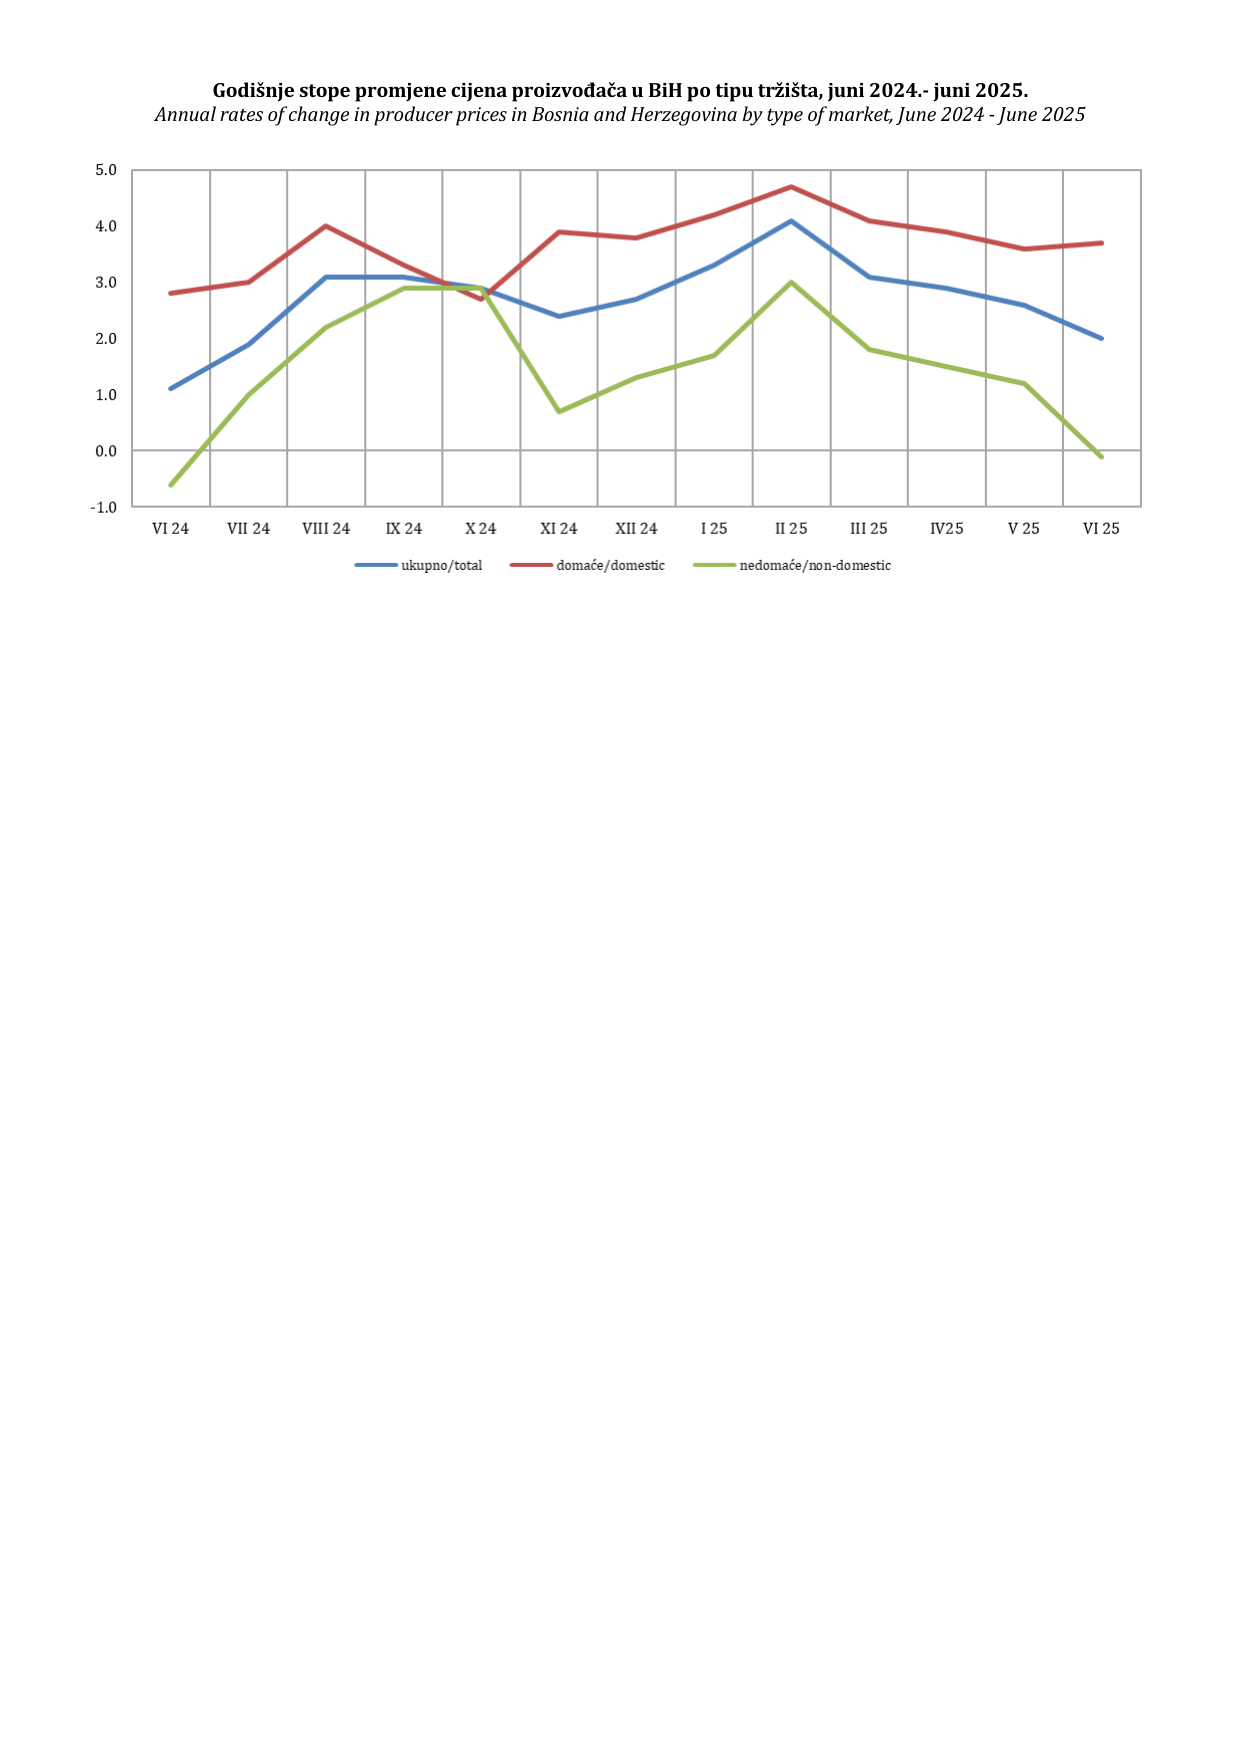 Godišnje stope promjene cijena proizvođača u BiH po tipu tržišta, juni 2024.- juni 2025.
Annual rates of change in producer prices in Bosnia and Herzegovina by type of market, June 2024 - June 2025
5.0
4.0
3.0
2.0
1.0
0.0
-1.0
VI 24 VII 24 VIII 24 IX 24 X 24 XI 24 XII 24 I 25 II 25 III 25 IV25 V 25 VI 25
ukupno/total domaće/domestic nedomaće/non-domestic